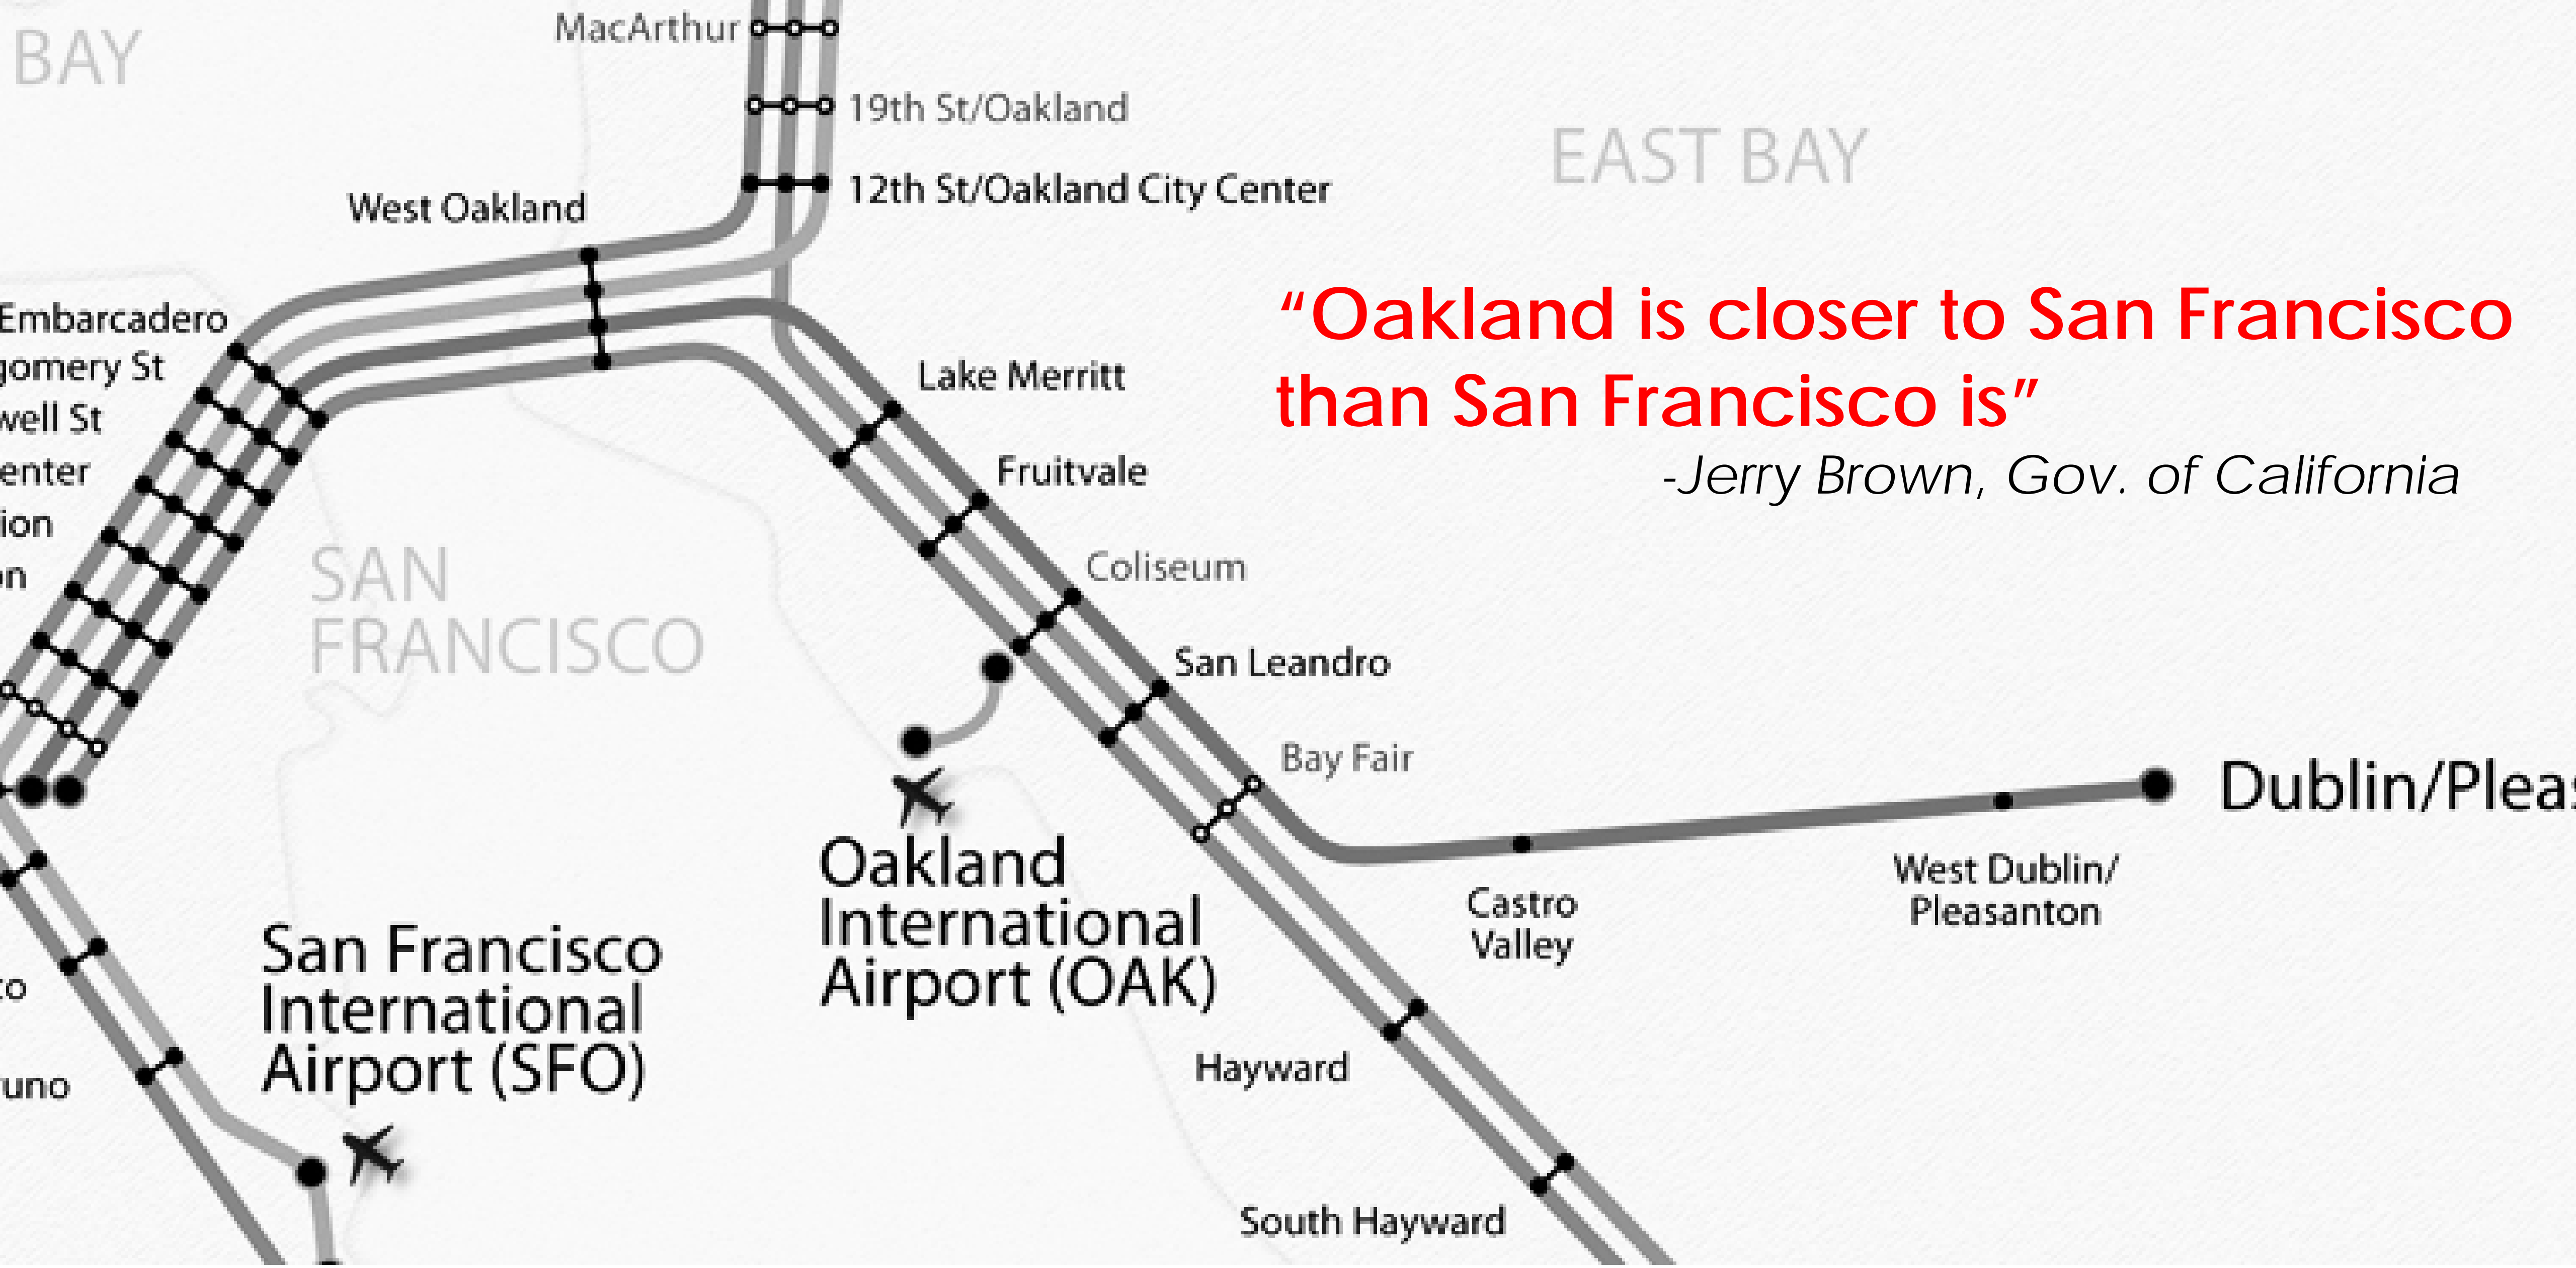 MacArthur
BAY
19th St/Oakland
EAST BAY
12th St/Oakland City Center
West Oakland
“Oakland is closer to San Francisco
than San Francisco is”
-Jerry Brown, Gov. of California
Embarcadero
gomery St
Lake Merritt
well St
enter
Fruitvale
ion
on
Coliseum
SAN
FRANCISCO
San Leandro
Bay Fair
Dublin/Pleas
Oakland
International
Airport (OAK)
West Dublin/
Pleasanton
Castro
Valley
San Francisco
International
Airport (SFO)
co
Hayward
runo
South Hayward